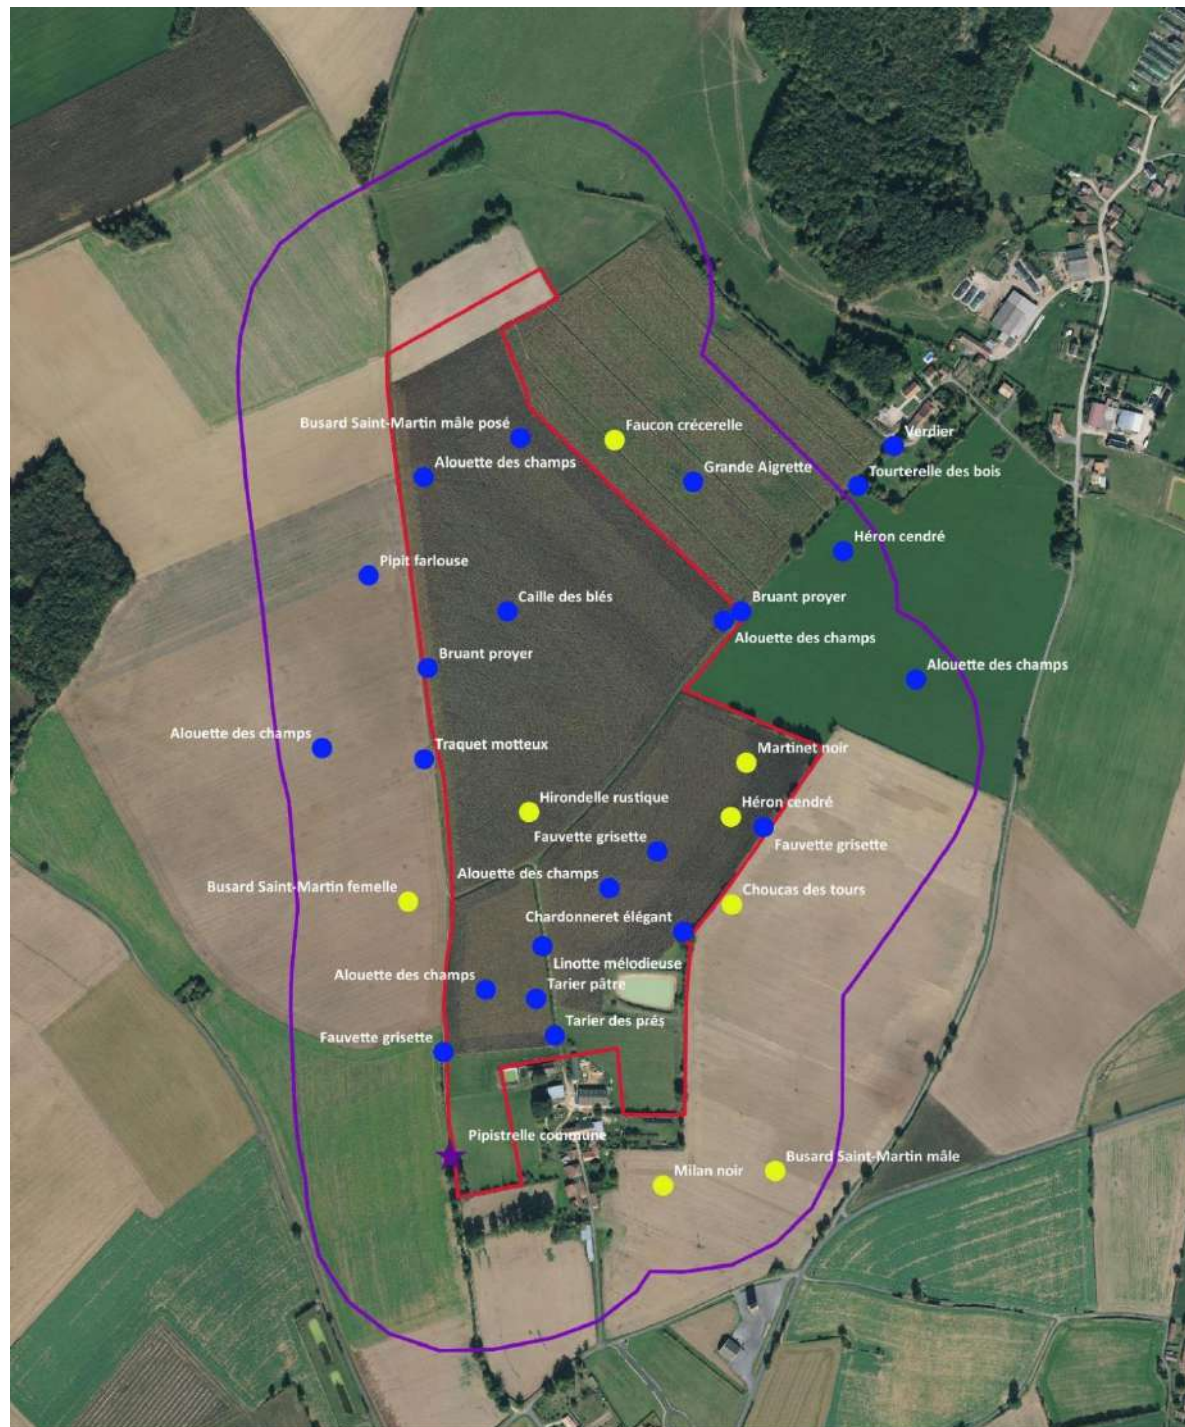 Busard Saint-Martin mâle posé
Faucon crécerelle
Verdier
Alouette des champs
Grande Aigrette
Tourterelle des bois
Héron cendré
Pipit farlouse
Caille des blés
Bruant proyer
Alouette des champs
Bruant proyer
Alouette des champs
Alouette des champs
Traquet motteux
Martinet noir
Hirondelle rustique
Héron cendré
Fauvette grisette
Fauvette grisette
Alouette des champs
Busard Saint-Martin femelle
Choucas des tours
Chardonneret élégant
Linotte mélodieuse
Alouette des champs
Tarier pâtre
Tarier des prés
Fauvette grisette
Pipistrelle commune
Busard Saint-Martin mâle
Milan noir